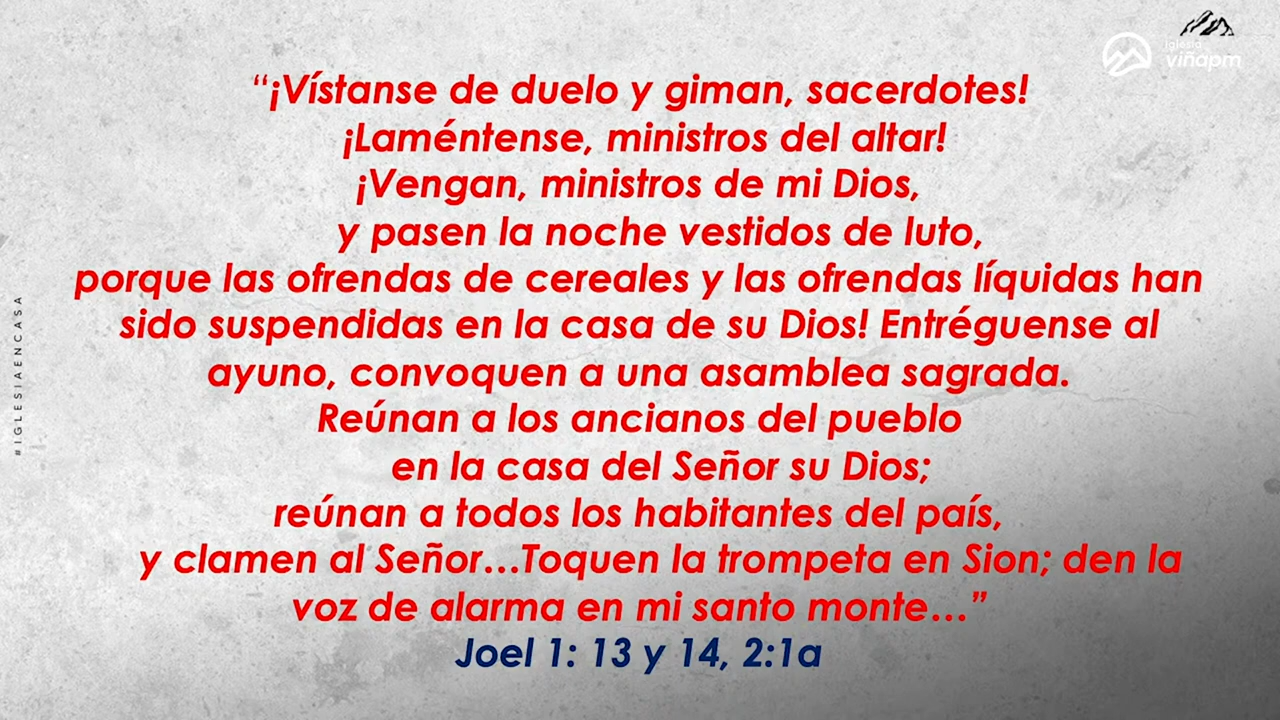 iglesia
viñapm
“¡Vístanse de duelo y giman, sacerdotes!
¡Laméntense, ministros del altar!
¡Vengan, ministros de mi Dios,
y pasen la noche vestidos de luto,
porque las ofrendas de cereales y las ofrendas líquidas han
sido suspendidas en la casa de su Dios! Entréguense al
ayuno, convoquen a una asamblea sagrada.
Reúnan a los ancianos del pueblo
en la casa del Señor su Dios;
reúnan a todos los habitantes del país,
y clamen al Señor...Toquen la trompeta en Sion; den la
voz de alarma en mi santo monte...”
Joel 1: 13 y 14, 2:1a
#IGLESIAENCASA